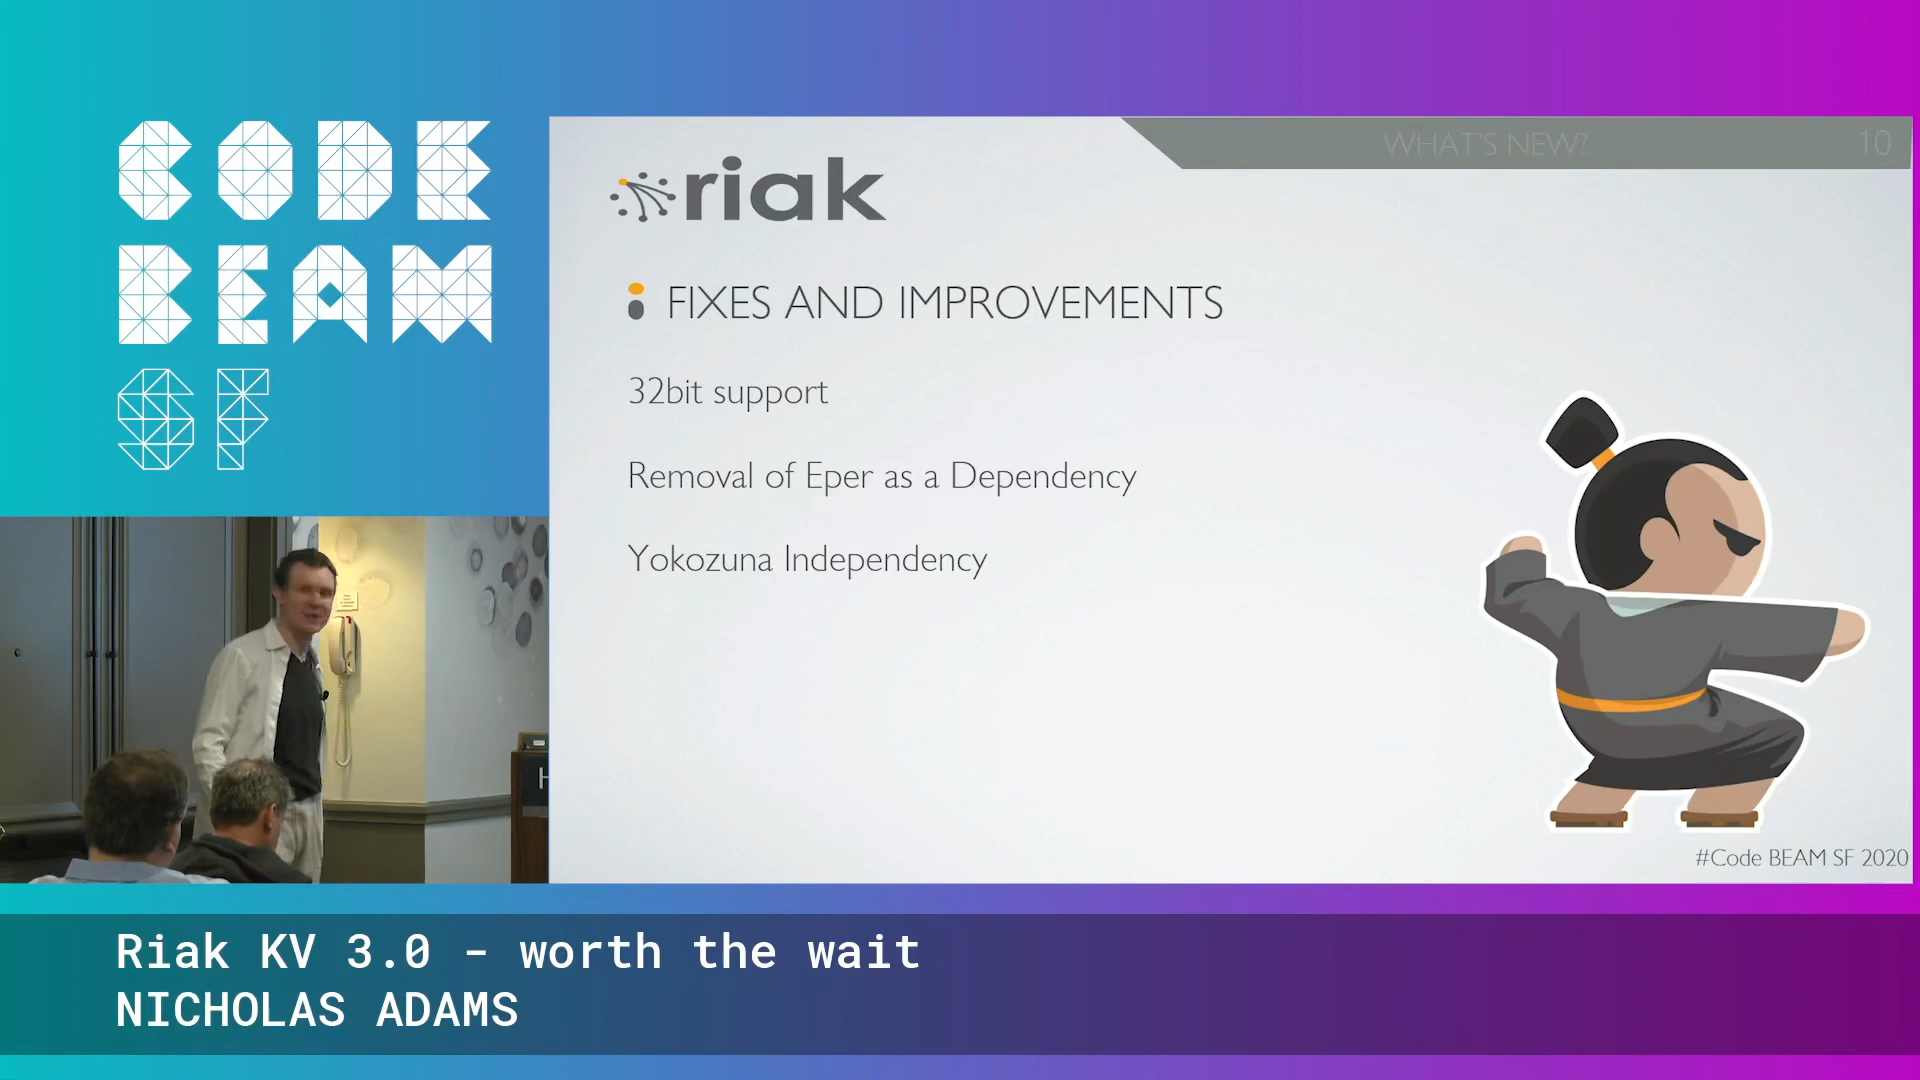 CODE
BEAM
SF
WHAT'S NEW?
10
riak
FIXES AND IMPROVEMENTS
32bit support
Removal of Eper as a Dependency
Yokozuna Independency
H
#Code BEAM SF 2020
Riak KV 3.0 - worth the wait
NICHOLAS ADAMS